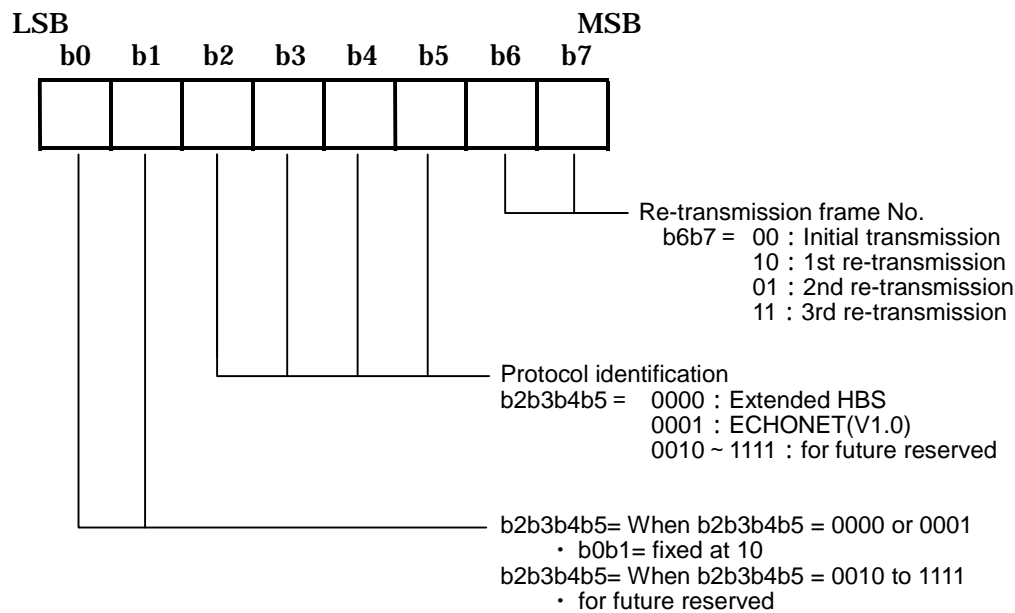 LSB MSB
b0 b1 b2 b3 b4 b5 b6 b7
Re-transmission frame No.
b6b7 = 00 : Initial transmission
10 : 1st re-transmission
01 : 2nd re-transmission
11 : 3rd re-transmission
Protocol identification
b2b3b4b5 = 0000 : Extended HBS
0001 : ECHONET(V1.0)
0010 ~ 1111 : for future reserved
b2b3b4b5= When b2b3b4b5 = 0000 or 0001
・ b0b1= fixed at 10
b2b3b4b5= When b2b3b4b5 = 0010 to 1111
・ for future reserved